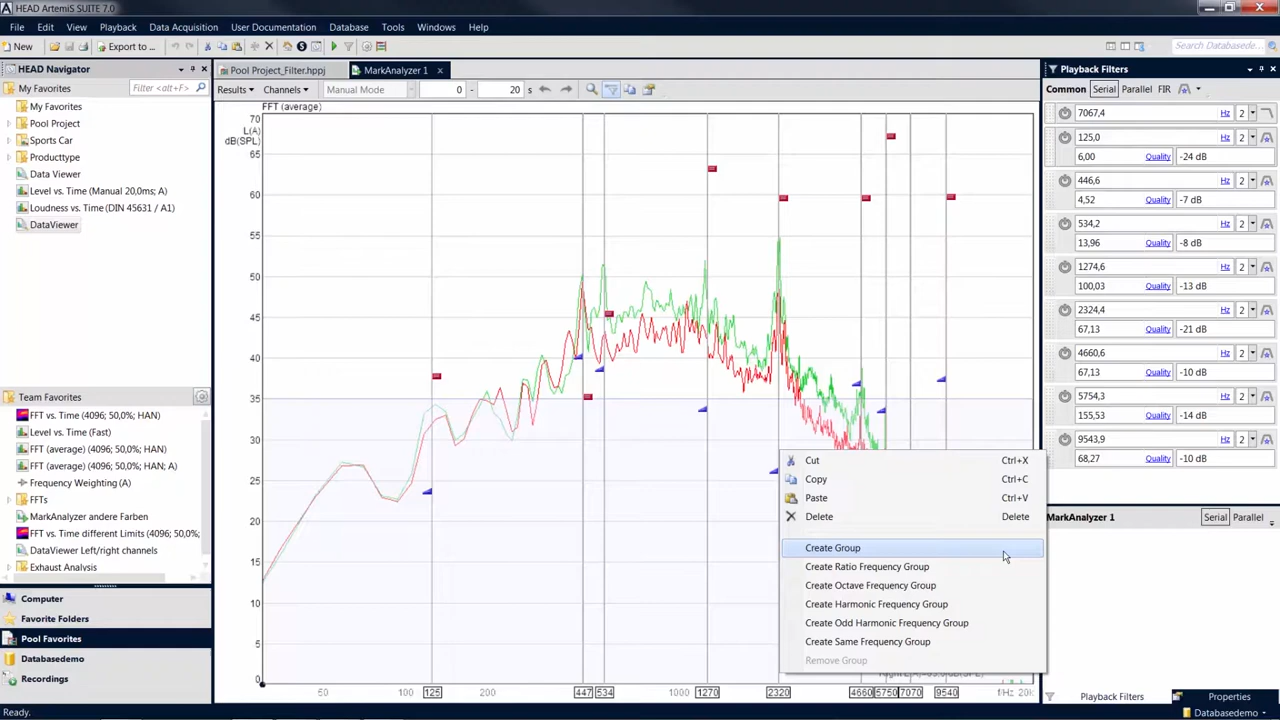 HEAD ArtemiS SUITE 7.0
File Edit View Playback Data Acquisition User Documentation Database Tools Windows Help
New Export to ... Search Databasedemo
HEAD Navigator
My Favorites Filter <alt+F>
My Favorites
Pool Project
Sports Car
Producttype
Data Viewer
Level vs. Time (Manual 20,0ms; A)
Loudness vs. Time (DIN 45631 / A1)
DataViewer
Team Favorites
FFT vs. Time (4096; 50,0%; HAN)
Level vs. Time (Fast)
FFT (average) (4096; 50,0%; HAN)
FFT (average) (4096; 50,0%; HAN; A)
Frequency Weighting (A)
FFTs
MarkAnalyzer andere Farben
FFT vs. Time different Limits (4096; 50,0%;
DataViewer Left/right channels
Exhaust Analysis
Computer
Favorite Folders
Pool Favorites
Databasedemo
Recordings
Pool Project_Filter.hppj MarkAnalyzer 1 x
Results Channels Manual Mode 0 - 20 s
FFT (average)
70
L(A)
dB(SPL)
65
60
55
50
45
40
35
30
25
20
15
10
5
0
50 100 125 200 447 534 1000 1270 2320 4660 5750 7070 9540 f/Hz 20k
Cut Ctrl+X
Copy Ctrl+C
Paste Ctrl+V
Delete Delete
Create Group
Create Ratio Frequency Group
Create Octave Frequency Group
Create Harmonic Frequency Group
Create Odd Harmonic Frequency Group
Create Same Frequency Group
Remove Group
Playback Filters
Common Serial Parallel FIR
7067,4 Hz 2
125,0 Hz 2
6,00 Quality -24 dB
446,6 Hz 2
4,52 Quality -7 dB
534,2 Hz 2
13,96 Quality -8 dB
1274,6 Hz 2
100,03 Quality -13 dB
2324,4 Hz 2
67,13 Quality -21 dB
4660,6 Hz 2
67,13 Quality -10 dB
5754,3 Hz 2
155,53 Quality -14 dB
9543,9 Hz 2
68,27 Quality -10 dB
MarkAnalyzer 1 Serial Parallel
Playback Filters Properties
Databasedemo